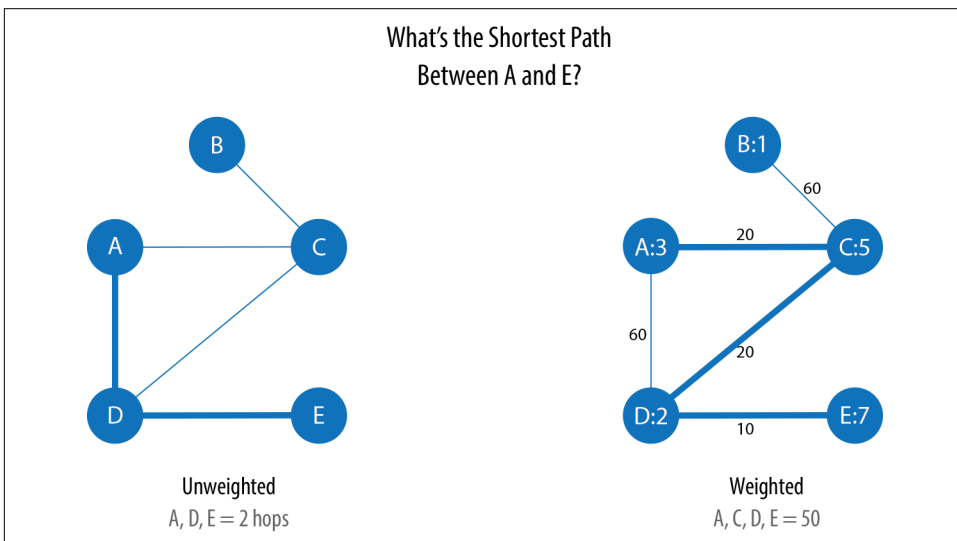 What's the Shortest Path
Between A and E?
B
A
C
D
E
Unweighted
A, D, E = 2 hops
B:1
60
A:3
20
C:5
60
20
D:2
10
E:7
Weighted
A, C, D, E = 50